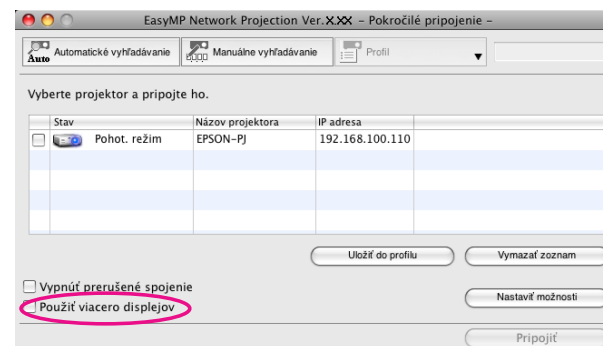 EasyMP Network Projection Ver.X.XX – Pokročilé pripojenie –
Auto Automatické vyhľadávanie Manuálne vyhľadávanie Profil
Vyberte projektor a pripojte ho.
Stav Názov projektora IP adresa
Pohot. režim EPSON-PJ 192.168.100.110
Uložiť do profilu Vymazať zoznam
Vypnúť prerušené spojenie
Nastaviť možnosti
Použiť viacero displejov
Pripojiť